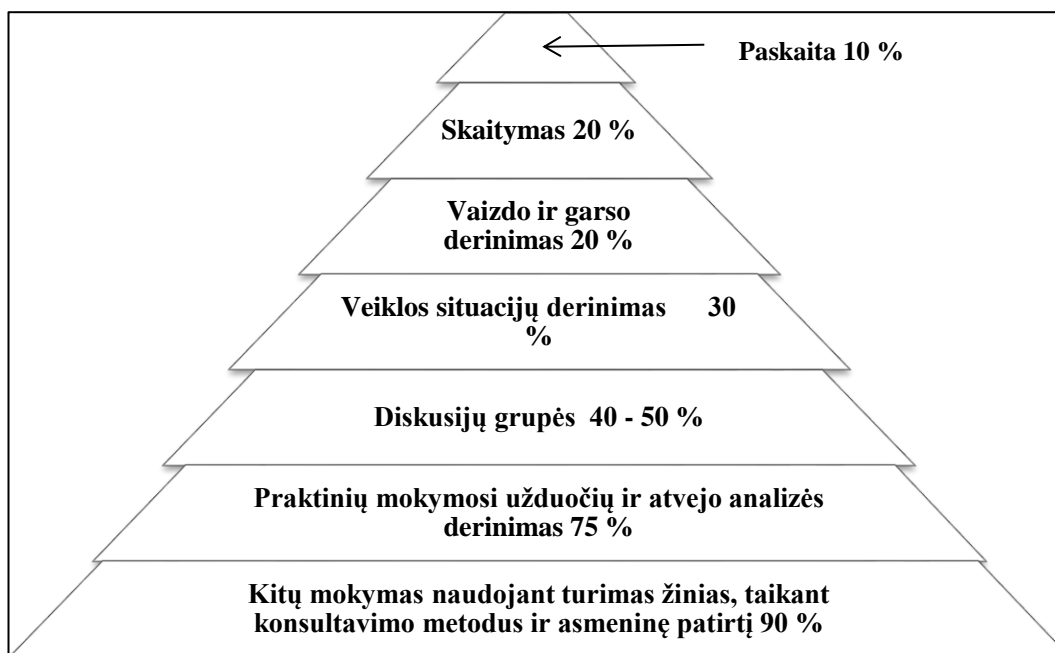 Paskaita 10 %
Skaitymas 20 %
Vaizdo ir garso
derinimas 20 %
Veiklos situacijų derinimas 30
%
Diskusijų grupės 40 - 50 %
Praktinių mokymosi užduočių ir atvejo analizės
derinimas 75 %
Kitų mokymas naudojant turimas žinias, taikant
konsultavimo metodus ir asmeninę patirtį 90 %